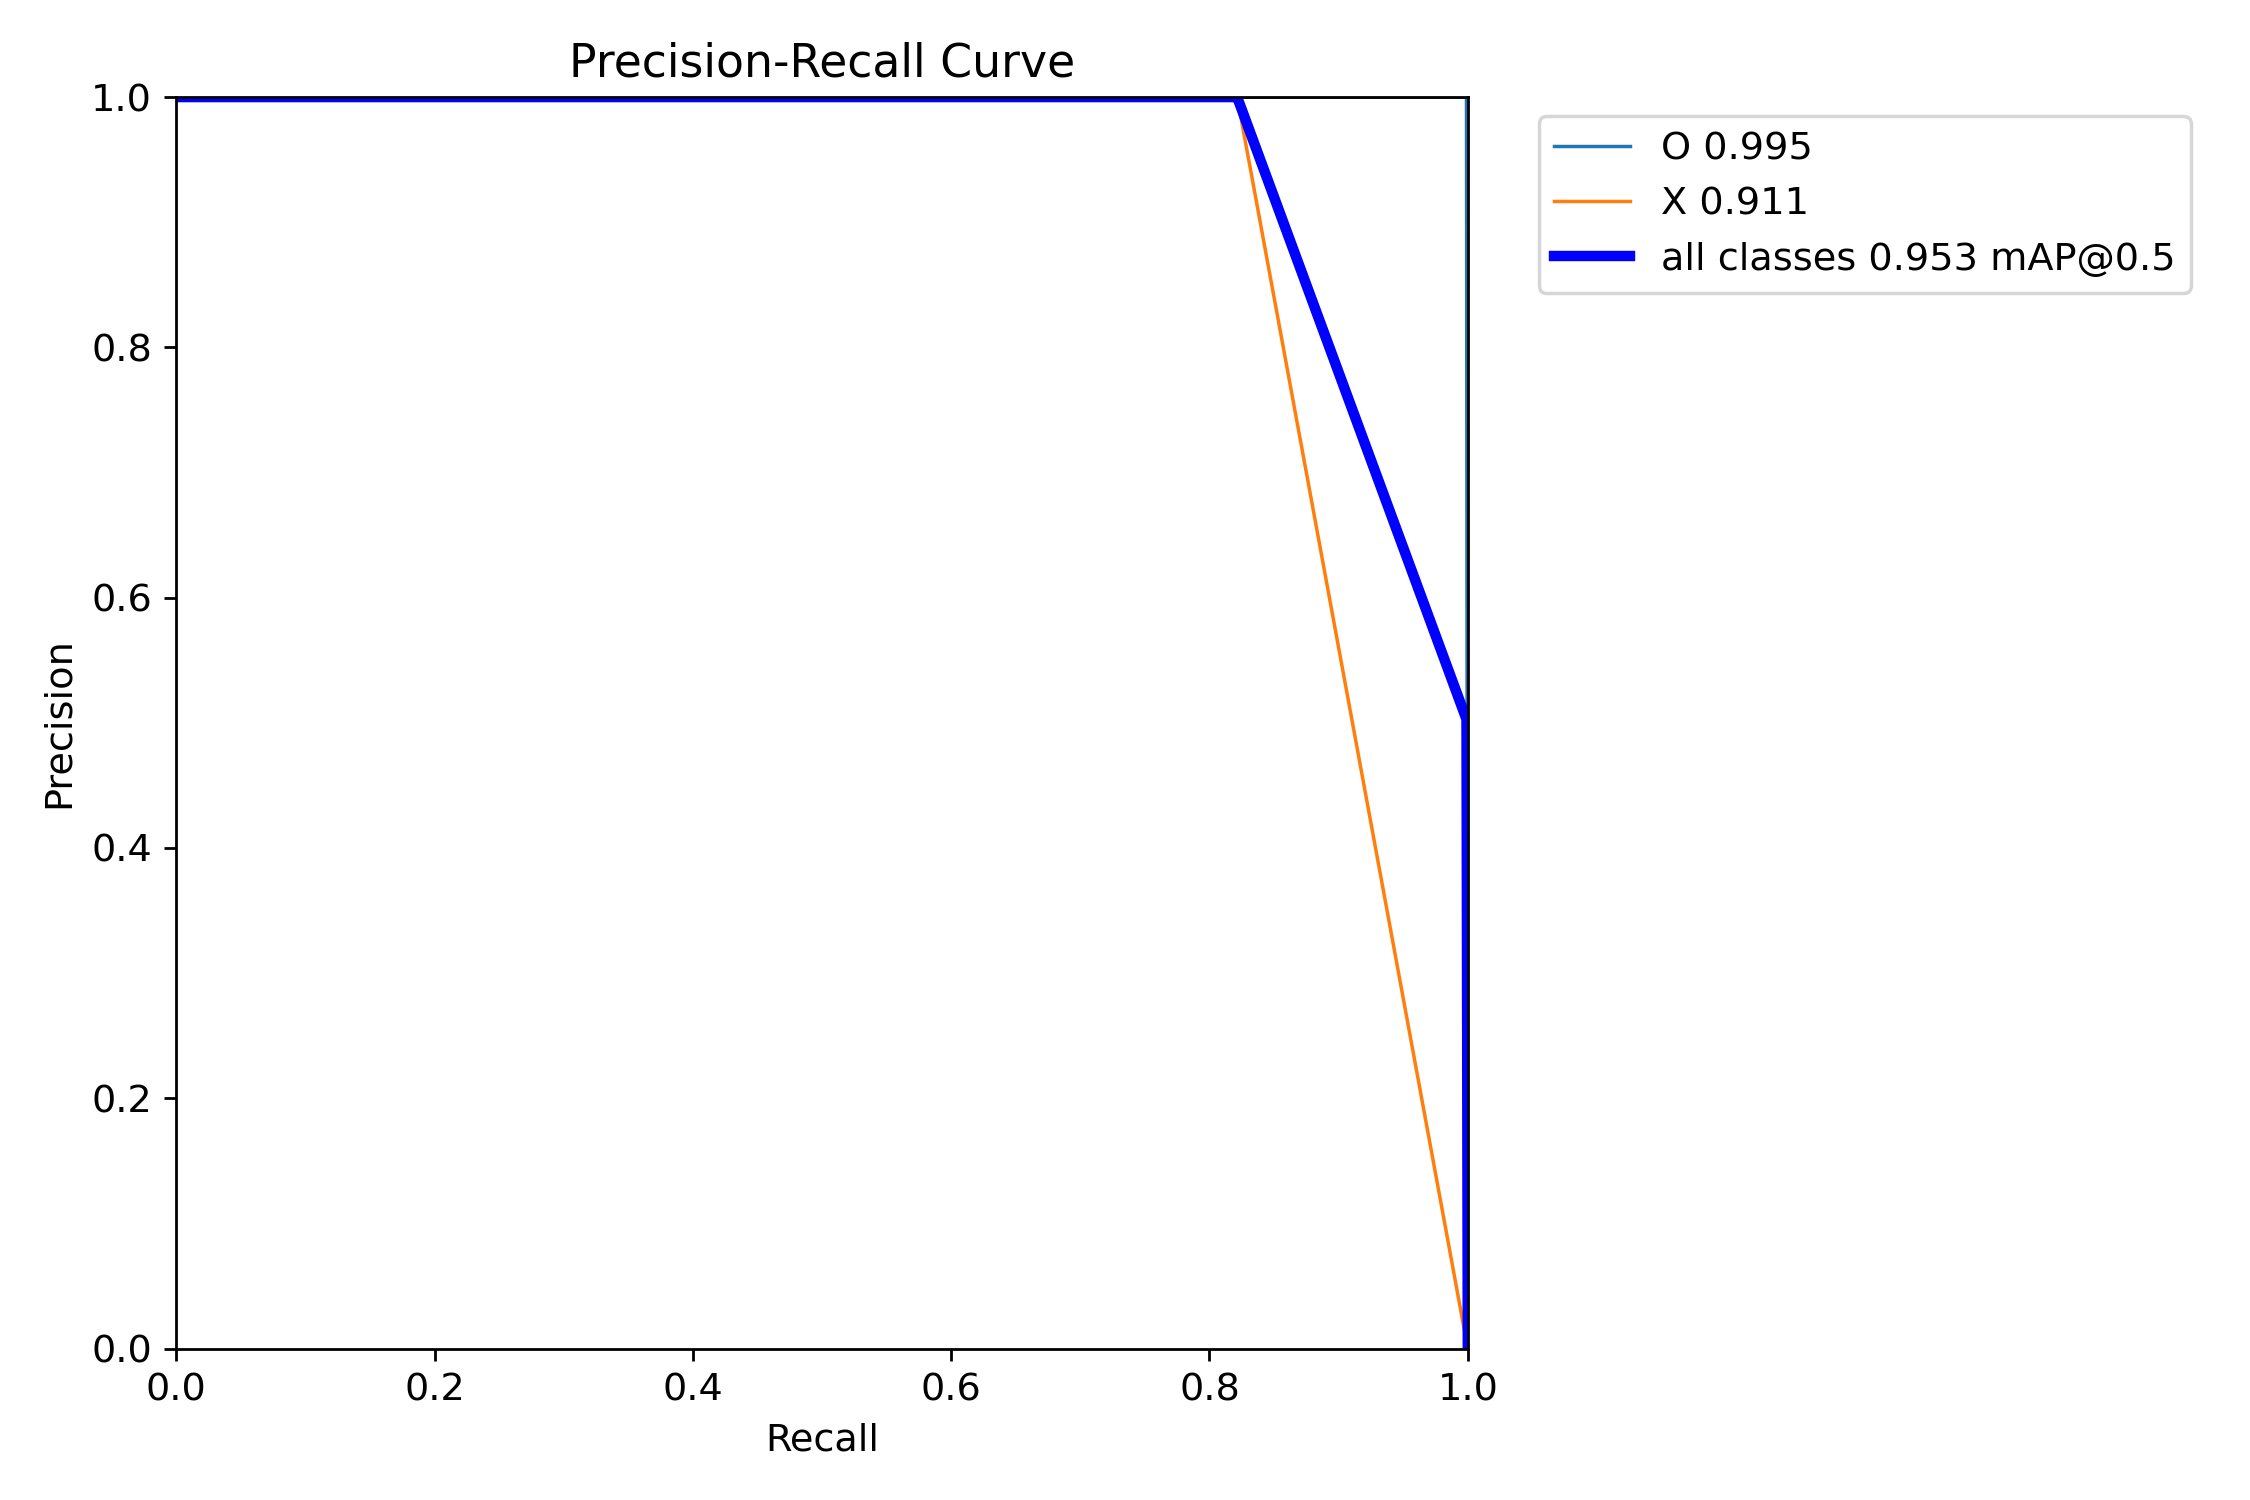 Precision-Recall Curve
1.0
0.8
0.6
0.4
0.2
0.0
Precision
0.0 0.2 0.4 0.6 0.8 1.0
Recall
O 0.995
X 0.911
all classes 0.953 mAP@0.5